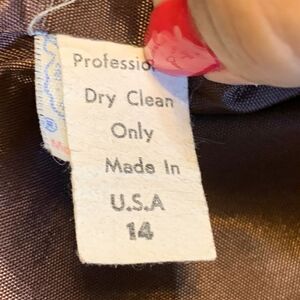 Professio
Dry Clean
Only
Made In
U.S.A
14